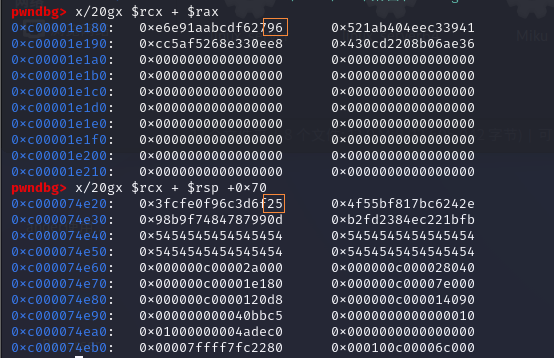 pwndbg> x/20gx $rcx + $rax
0×c00001e180: 0×e6e91aabcdf62796 0×521ab404eec33941
0×c00001e190: 0×cc5af5268e330ee8 0×430cd2208b06ae36
0×c00001e1a0: 0×0000000000000000 0×0000000000000000
0×c00001e1b0: 0×0000000000000000 0×0000000000000000
0×c00001e1c0: 0×0000000000000000 0×0000000000000000
0×c00001e1d0: 0×0000000000000000 0×0000000000000000
0×c00001e1e0: 0×0000000000000000 0×0000000000000000
0×c00001e1f0: 0×0000000000000000 0×0000000000000000
0×c00001e200: 0×0000000000000000 0×0000000000000000
0×c00001e210: 0×0000000000000000 0×0000000000000000
pwndbg> x/20gx $rcx + $rsp +0×70
0×c000074e20: 0×3fcfe0f96c3d6f25 0×4f55bf817bc6242e
0×c000074e30: 0×98b9f7484787990d 0×b2fd2384ec221bfb
0×c000074e40: 0×5454545454545454 0×5454545454545454
0×c000074e50: 0×5454545454545454 0×5454545454545454
0×c000074e60: 0×000000c00002a000 0×000000c000028040
0×c000074e70: 0×000000c00001e180 0×000000c00007e000
0×c000074e80: 0×000000c0000120d8 0×000000c000014090
0×c000074e90: 0×000000000040bbc5 0×0000000000000010
0×c000074ea0: 0×01000000004adec0 0×0000000000000000
0×c000074eb0: 0×00007ffff7fc2280 0×000100c00006c000